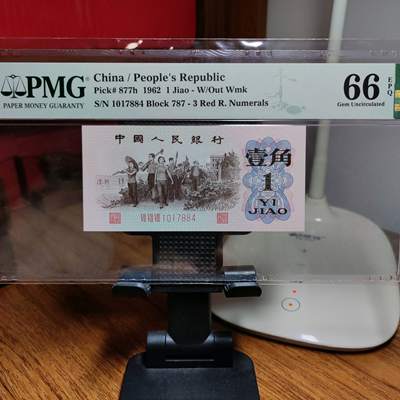 PMG
PAPER MONEY GUARANTY
China / People's Republic
Pick# 877h 1962 1 Jiao - W/Out Wmk
S/N 1017884 Block 787 - 3 Red R. Numerals
66 EPQ
Gem Uncirculated
中國人民銀行
壹角
1
YI
JIAO
1017884